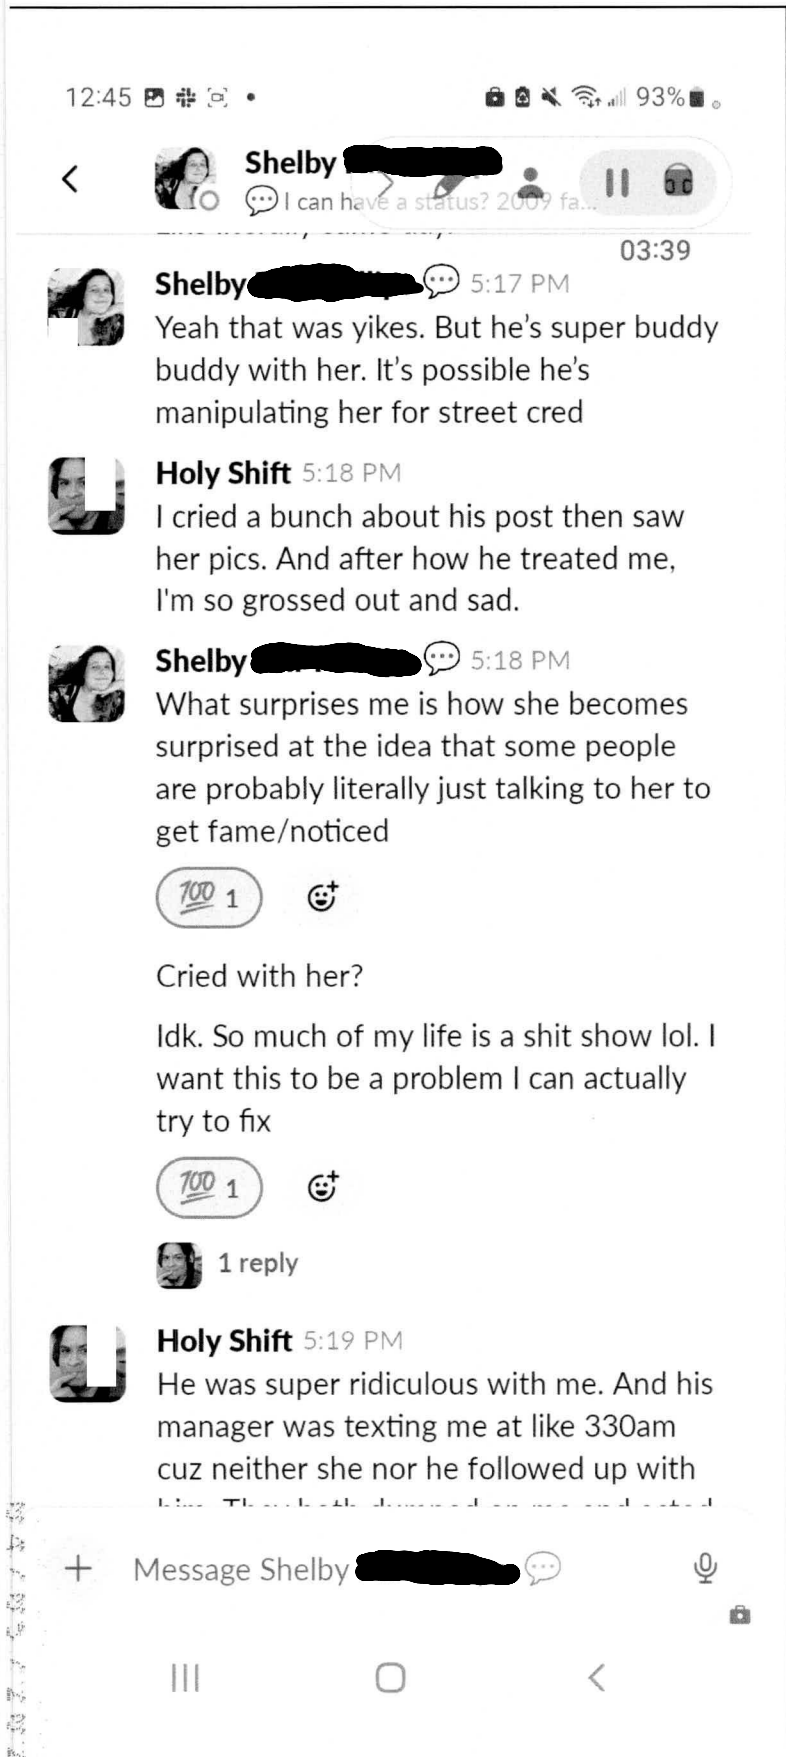 12:45
93%
Shelby
I can have a status? 2009 fa...
03:39
Shelby 5:17 PM
Yeah that was yikes. But he's super buddy
buddy with her. It's possible he's
manipulating her for street cred
Holy Shift 5:18 PM
I cried a bunch about his post then saw
her pics. And after how he treated me,
I'm so grossed out and sad.
Shelby 5:18 PM
What surprises me is how she becomes
surprised at the idea that some people
are probably literally just talking to her to
get fame/noticed
100 1
Cried with her?
Idk. So much of my life is a shit show lol. I
want this to be a problem I can actually
try to fix
100 1
1 reply
Holy Shift 5:19 PM
He was super ridiculous with me. And his
manager was texting me at like 330am
cuz neither she nor he followed up with
Message Shelby